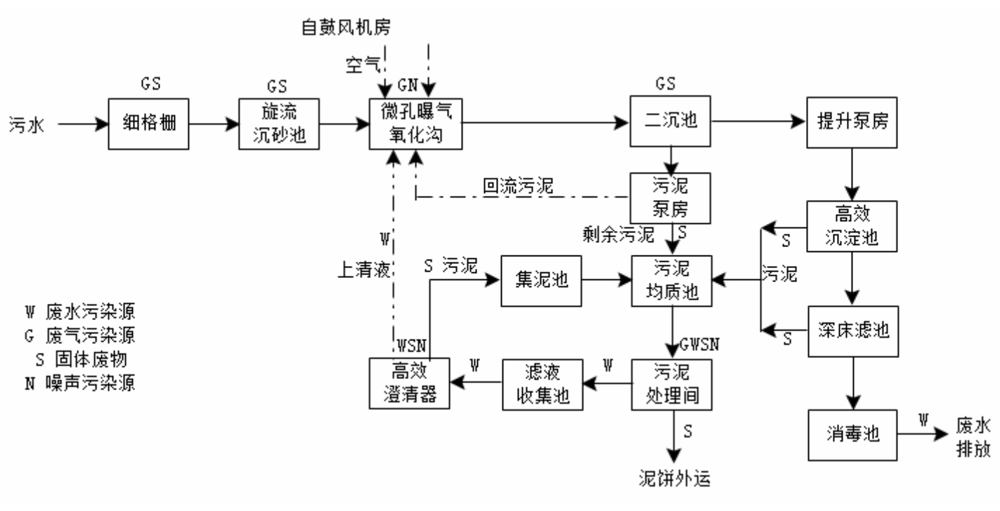 自鼓风机房
空气
GS
GS
GN
GS
污水
细格栅
旋流
沉砂池
微孔曝气
氧化沟
二沉池
提升泵房
回流污泥
污泥
泵房
高效
沉淀池
剩余污泥
S
S
W
上清液
S 污泥
集泥池
污泥
均质池
污泥
深床滤池
S
W 废水污染源
G 废气污染源
S 固体废物
N 噪声污染源
WSN
GWSN
高效
澄清器
W
滤液
收集池
W
污泥
处理间
S
泥饼外运
消毒池
W
废水
排放